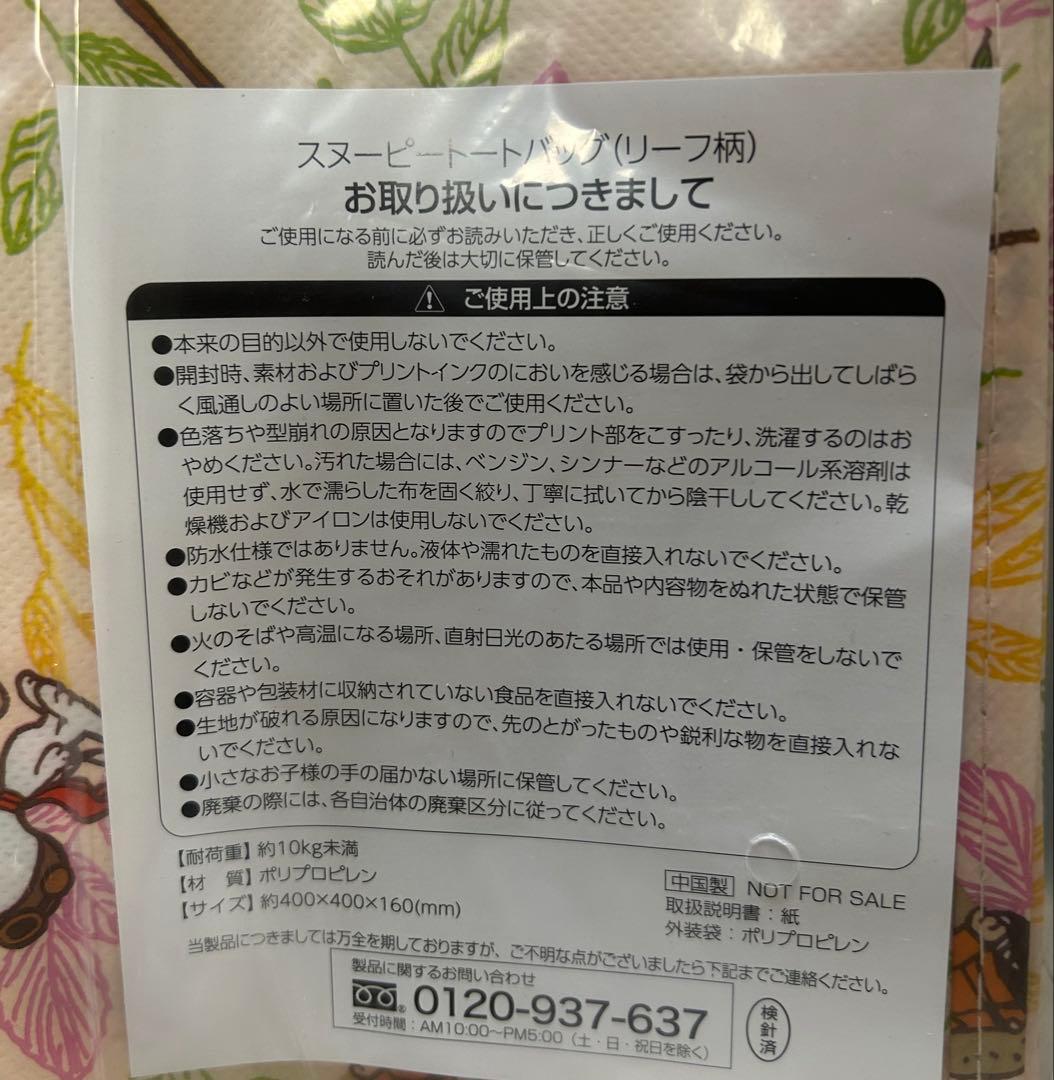 スヌーピートートバッグ(リーフ柄)
お取り扱いにつきまして
ご使用になる前に必ずお読みいただき、正しくご使用ください。
読んだ後は大切に保管してください。
ご使用上の注意
●本来の目的以外で使用しないでください。
●開封時、素材およびプリントインクのにおいを感じる場合は、袋から出してしばら
く風通しのよい場所に置いた後でご使用ください。
●色落ちや型崩れの原因となりますのでプリント部をこすったり、洗濯するのはお
やめください。汚れた場合には、ベンジン、シンナーなどのアルコール系溶剤は
使用せず、水で濡らした布を固く絞り、丁寧に拭いてから陰干ししてください。乾
燥機およびアイロンは使用しないでください。
●防水仕様ではありません。液体や濡れたものを直接入れないでください。
●カビなどが発生するおそれがありますので、本品や内容物をぬれた状態で保管
しないでください。
●火のそばや高温になる場所、直射日光のあたる場所では使用・保管をしないで
ください。
●容器や包装材に収納されていない食品を直接入れないでください。
●生地が破れる原因になりますので、先のとがったものや鋭利な物を直接入れな
いでください。
●小さなお子様の手の届かない場所に保管してください。
●廃棄の際には、各自治体の廃棄区分に従ってください。
【耐荷重】約10kg未満
【材　質】ポリプロピレン
【サイズ】約400×400×160(mm)
中国製 NOT FOR SALE
取扱説明書：紙
外装袋：ポリプロピレン
当製品につきましては万全を期しておりますが、ご不明な点がございましたら下記までご連絡ください。
製品に関するお問い合わせ
0120-937-637
受付時間：AM10:00〜PM5:00（土・日・祝日を除く）
検針済